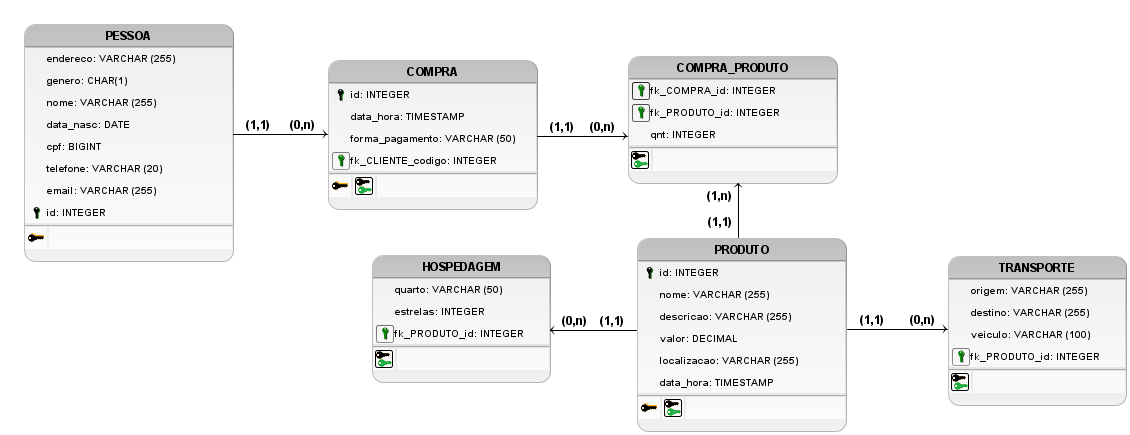 PESSOA
endereco: VARCHAR (255)
genero: CHAR(1)
nome: VARCHAR (255)
data_nasc: DATE
cpf: BIGINT
telefone: VARCHAR (20)
email: VARCHAR (255)
id: INTEGER
(1,1) (0,n)
COMPRA
id: INTEGER
data_hora: TIMESTAMP
forma_pagamento: VARCHAR (50)
fk_CLIENTE_codigo: INTEGER
(1,1) (0,n)
COMPRA_PRODUTO
fk_COMPRA_id: INTEGER
fk_PRODUTO_id: INTEGER
qnt: INTEGER
(1,n)
(1,1)
HOSPEDAGEM
quarto: VARCHAR (50)
estrelas: INTEGER
fk_PRODUTO_id: INTEGER
(0,n) (1,1)
PRODUTO
id: INTEGER
nome: VARCHAR (255)
descricao: VARCHAR (255)
valor: DECIMAL
localizacao: VARCHAR (255)
data_hora: TIMESTAMP
(1,1) (0,n)
TRANSPORTE
origem: VARCHAR (255)
destino: VARCHAR (255)
veiculo: VARCHAR (100)
fk_PRODUTO_id: INTEGER